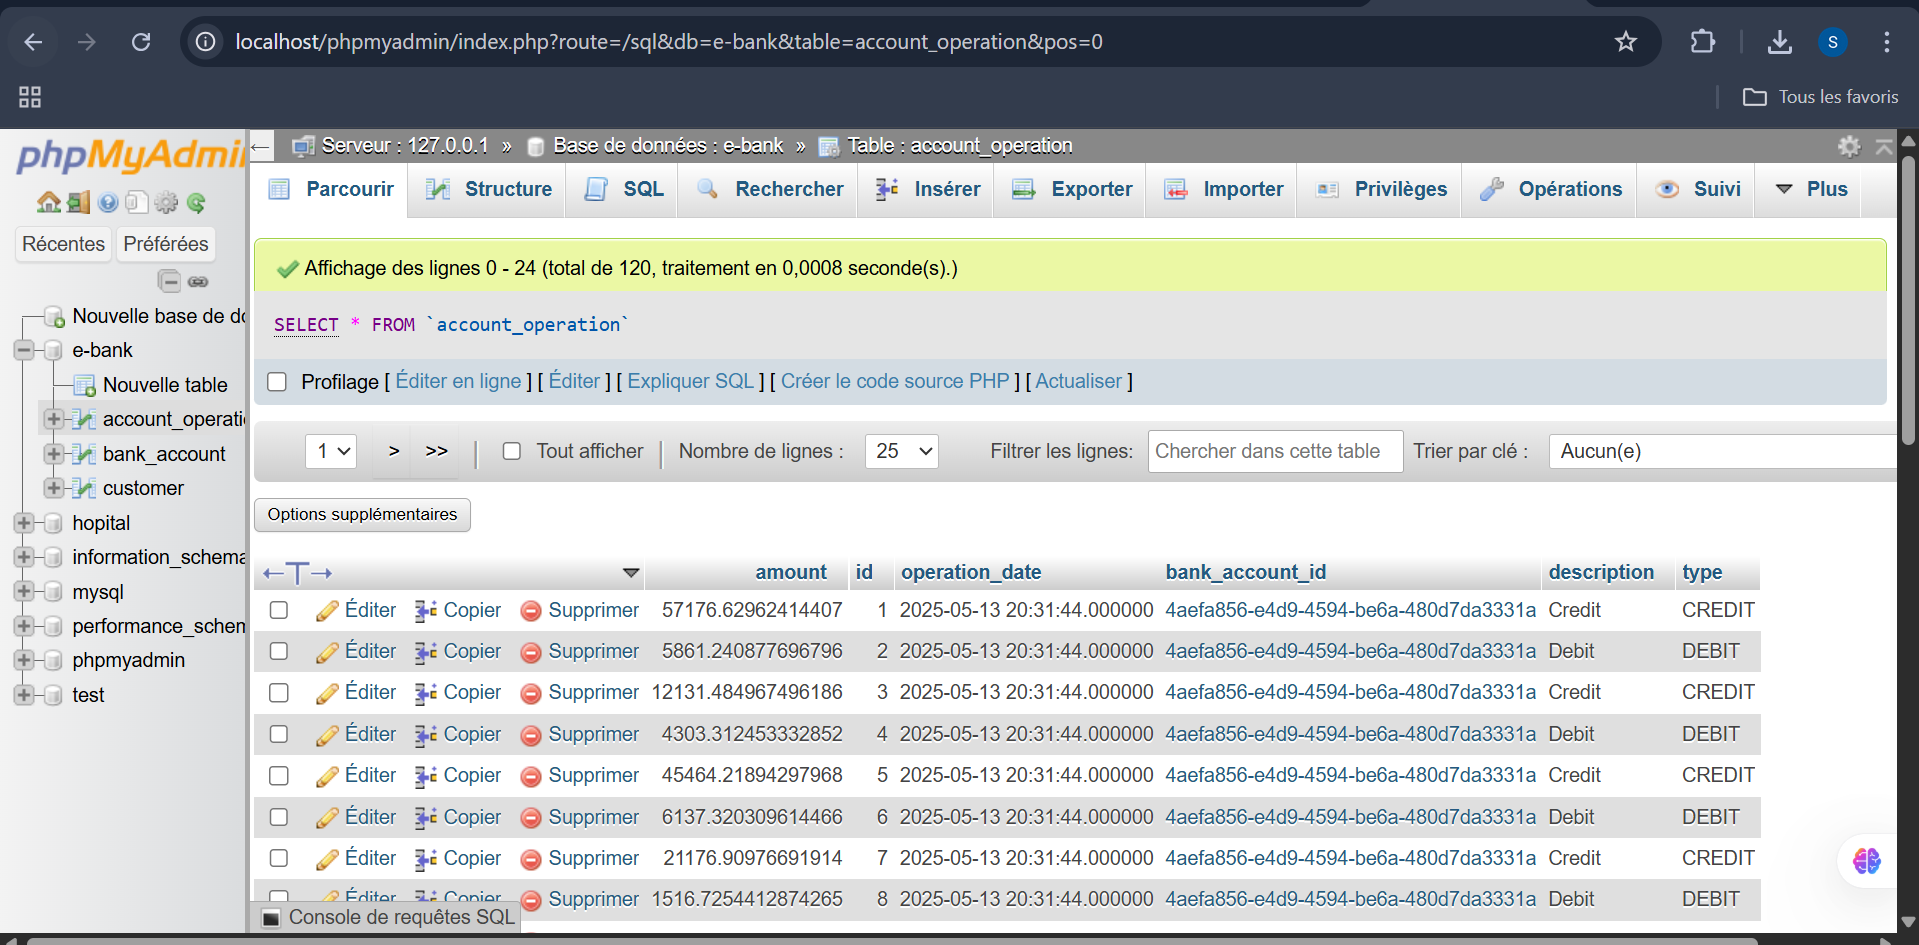 localhost/phpmyadmin/index.php?route=/sql&db=e-bank&table=account_operation&pos=0
S
Tous les favoris
phpMyAdmi
Récentes
Préférées
Nouvelle base de do
e-bank
Nouvelle table
account_operati
bank_account
customer
hopital
information_schema
mysql
performance_schem
phpmyadmin
test
Serveur : 127.0.0.1 » Base de données : e-bank » Table : account_operation
Parcourir Structure SQL Rechercher Insérer Exporter Importer Privilèges Opérations Suivi Plus
Affichage des lignes 0 - 24 (total de 120, traitement en 0,0008 seconde(s).)
SELECT * FROM `account_operation`
Profilage [ Éditer en ligne ] [ Éditer ] [ Expliquer SQL ] [ Créer le code source PHP ] [ Actualiser ]
1 > >> | Tout afficher | Nombre de lignes : 25 Filtrer les lignes: Chercher dans cette table Trier par clé : Aucun(e)
Options supplémentaires
←T→ amount id operation_date bank_account_id description type
Éditer Copier Supprimer 57176.62962414407 1 2025-05-13 20:31:44.000000 4aefa856-e4d9-4594-be6a-480d7da3331a Credit CREDIT
Éditer Copier Supprimer 5861.240877696796 2 2025-05-13 20:31:44.000000 4aefa856-e4d9-4594-be6a-480d7da3331a Debit DEBIT
Éditer Copier Supprimer 12131.484967496186 3 2025-05-13 20:31:44.000000 4aefa856-e4d9-4594-be6a-480d7da3331a Credit CREDIT
Éditer Copier Supprimer 4303.312453332852 4 2025-05-13 20:31:44.000000 4aefa856-e4d9-4594-be6a-480d7da3331a Debit DEBIT
Éditer Copier Supprimer 45464.21894297968 5 2025-05-13 20:31:44.000000 4aefa856-e4d9-4594-be6a-480d7da3331a Credit CREDIT
Éditer Copier Supprimer 6137.320309614466 6 2025-05-13 20:31:44.000000 4aefa856-e4d9-4594-be6a-480d7da3331a Debit DEBIT
Éditer Copier Supprimer 21176.90976691914 7 2025-05-13 20:31:44.000000 4aefa856-e4d9-4594-be6a-480d7da3331a Credit CREDIT
Éditer Copier Supprimer 1516.7254412874265 8 2025-05-13 20:31:44.000000 4aefa856-e4d9-4594-be6a-480d7da3331a Debit DEBIT
Console de requêtes SQL